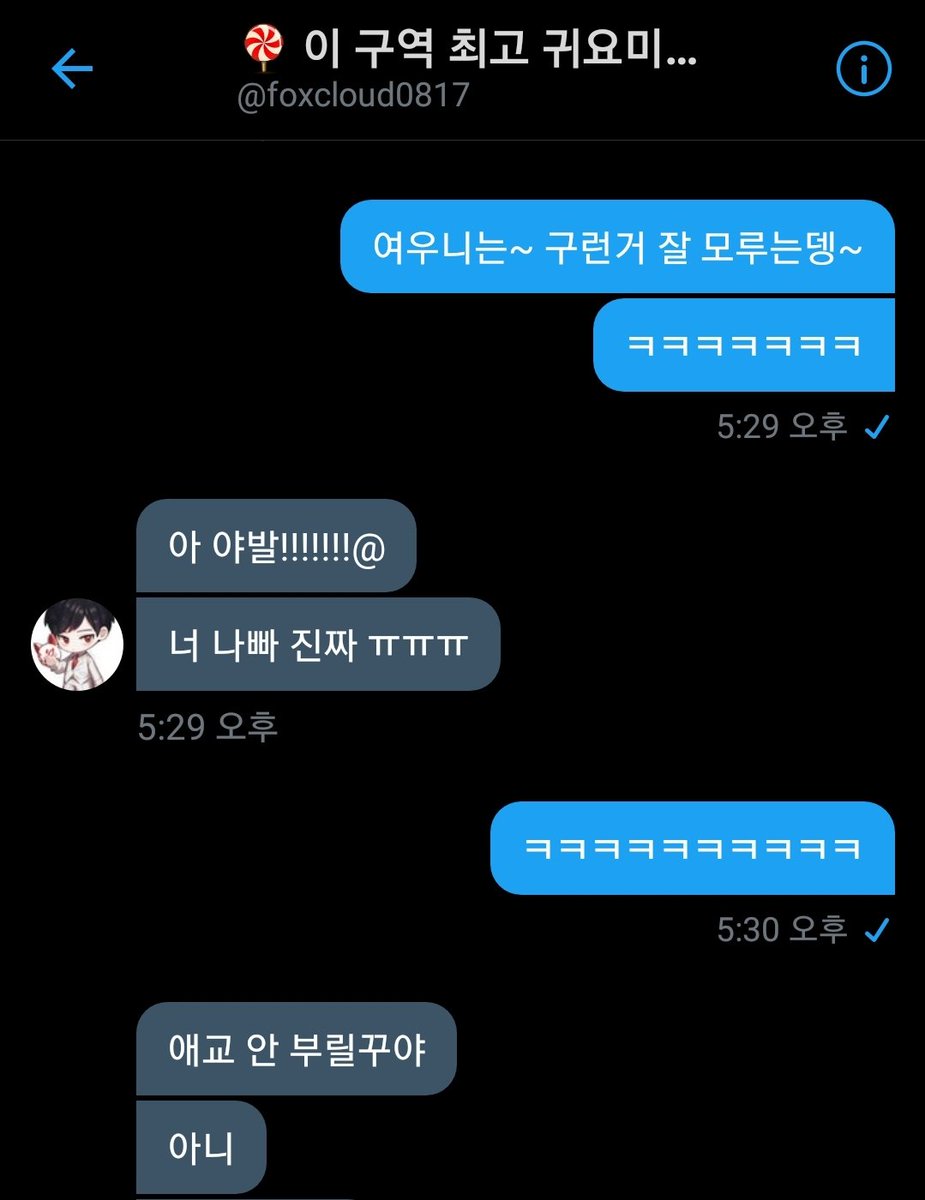 🍭 이 구역 최고 귀요미...
@foxcloud0817
여우니는~ 구런거 잘 모루는뎅~
ㅋㅋㅋㅋㅋㅋㅋ
5:29 오후
아 야발!!!!!!!@
너 나빠 진짜 ㅠㅠㅠ
5:29 오후
ㅋㅋㅋㅋㅋㅋㅋㅋㅋㅋ
5:30 오후
애교 안 부릴꾸야
아니